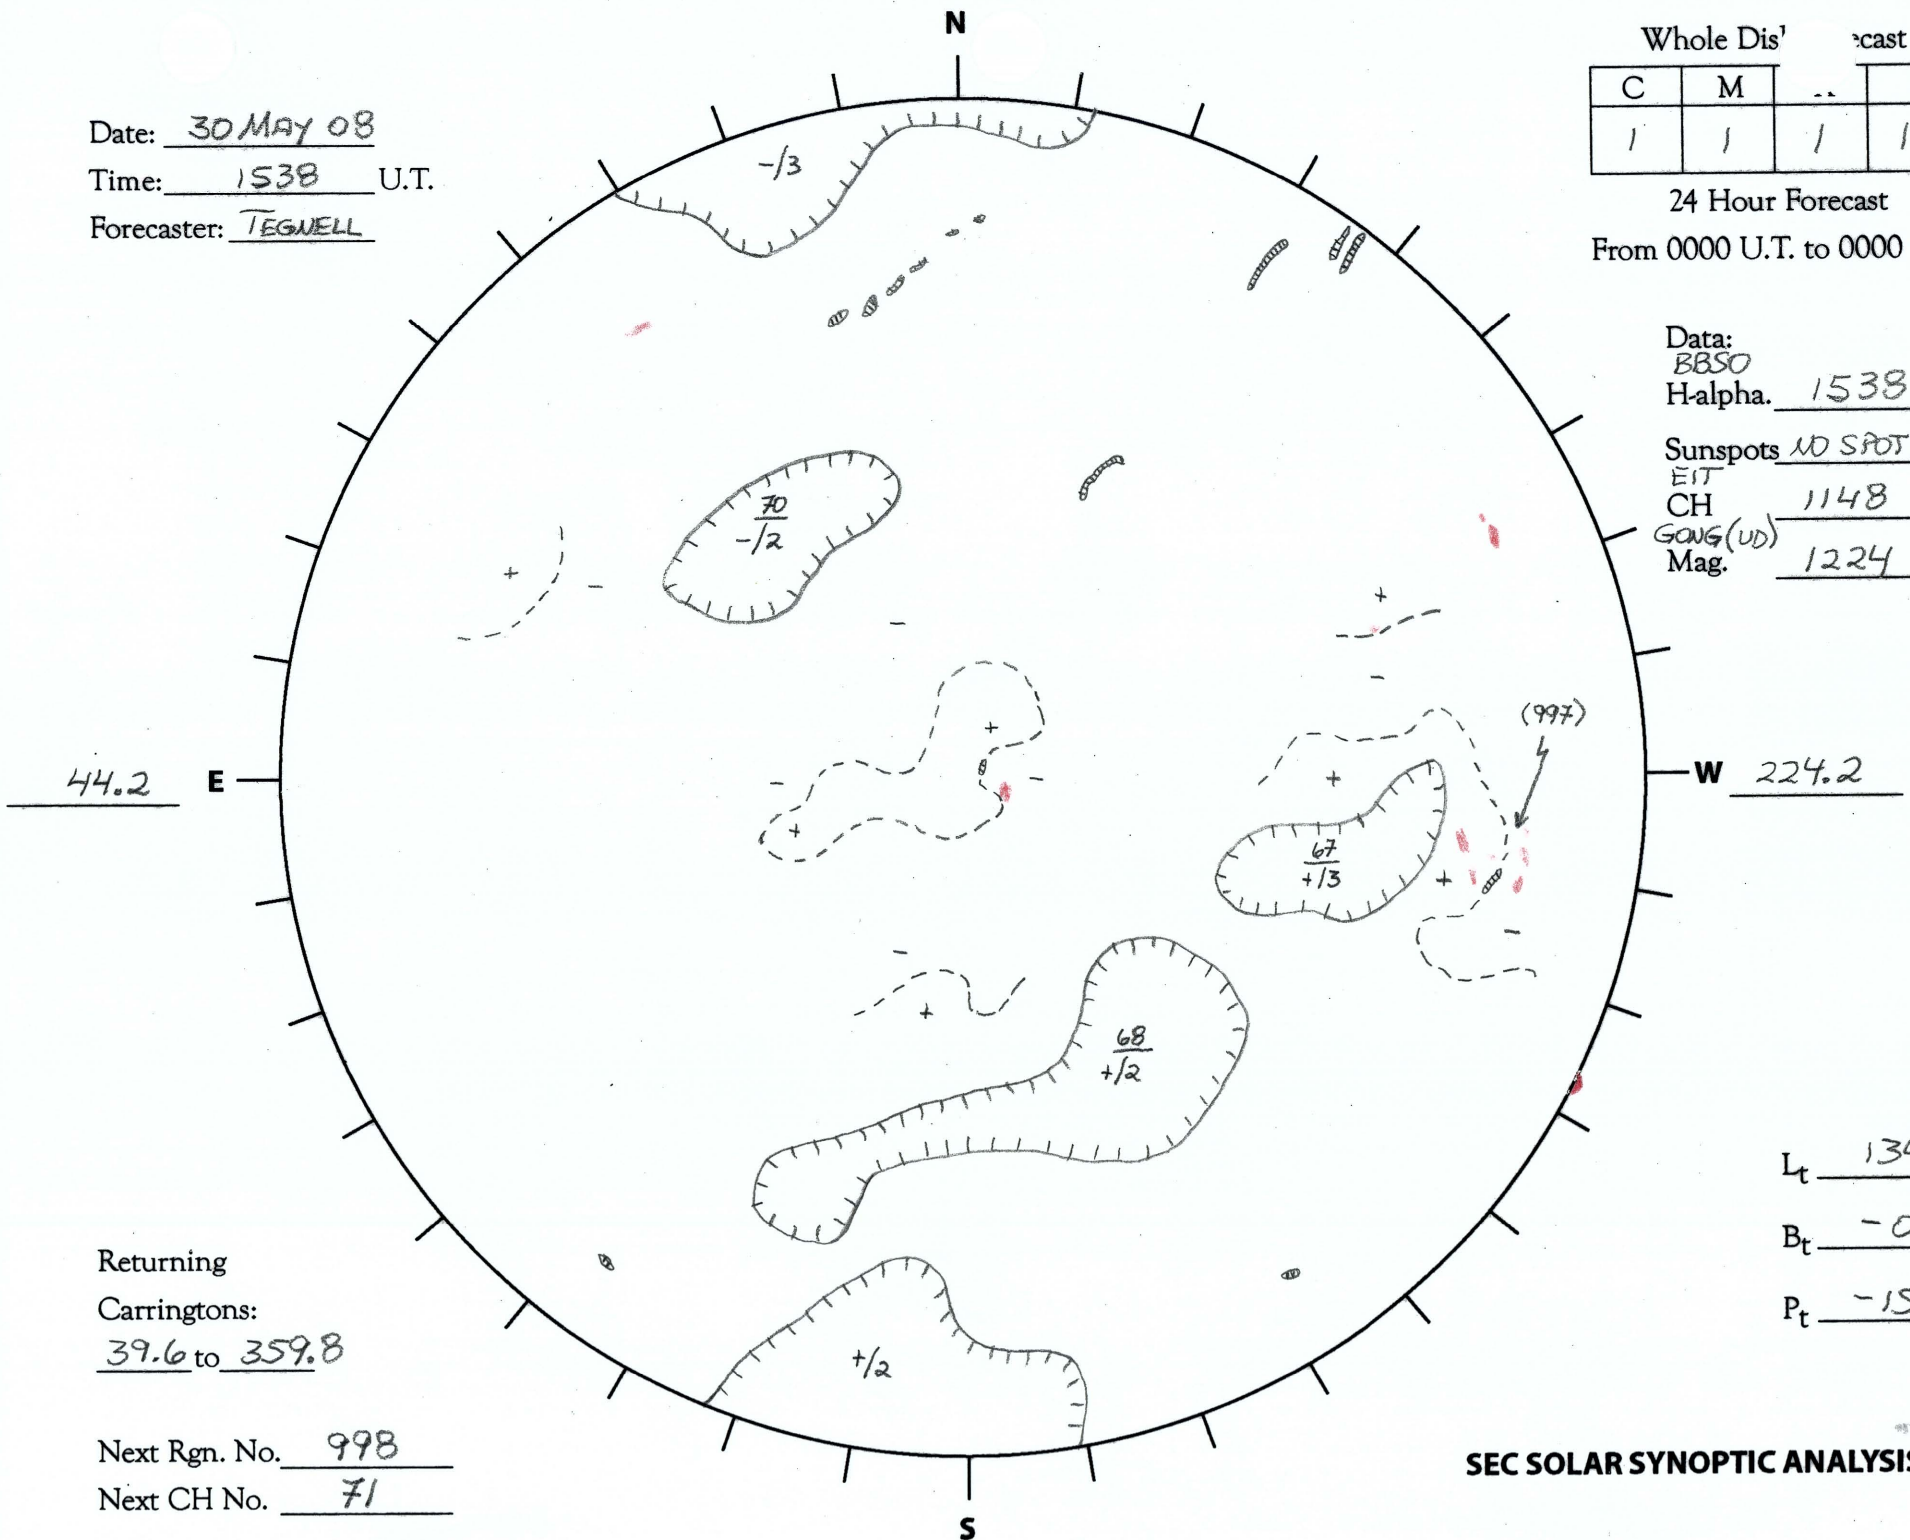 N
Date: 30 MAY 08
Time: 1538 U.T.
Forecaster: TEGNELL
C M
1 1 1 1
24 Hour Forecast
From 0000 U.T. to 0000
-/3
Data:
BBSO
H-alpha. 1538
Sunspots NO SPOT
EIT
CH 1148
GONG(UD)
Mag. 1224
70
-/2
+ -
-
+
-
(997)
+
44.2 E - - + W 224.2
+
67
+/3
+
-
-
+
68
+/2
Lt
Bt
Pt
Returning
Carringtons:
39.6 to 359.8
+/2
Next Rgn. No. 998
Next CH No. 71
SEC SOLAR SYNOPTIC ANALYSIS
S